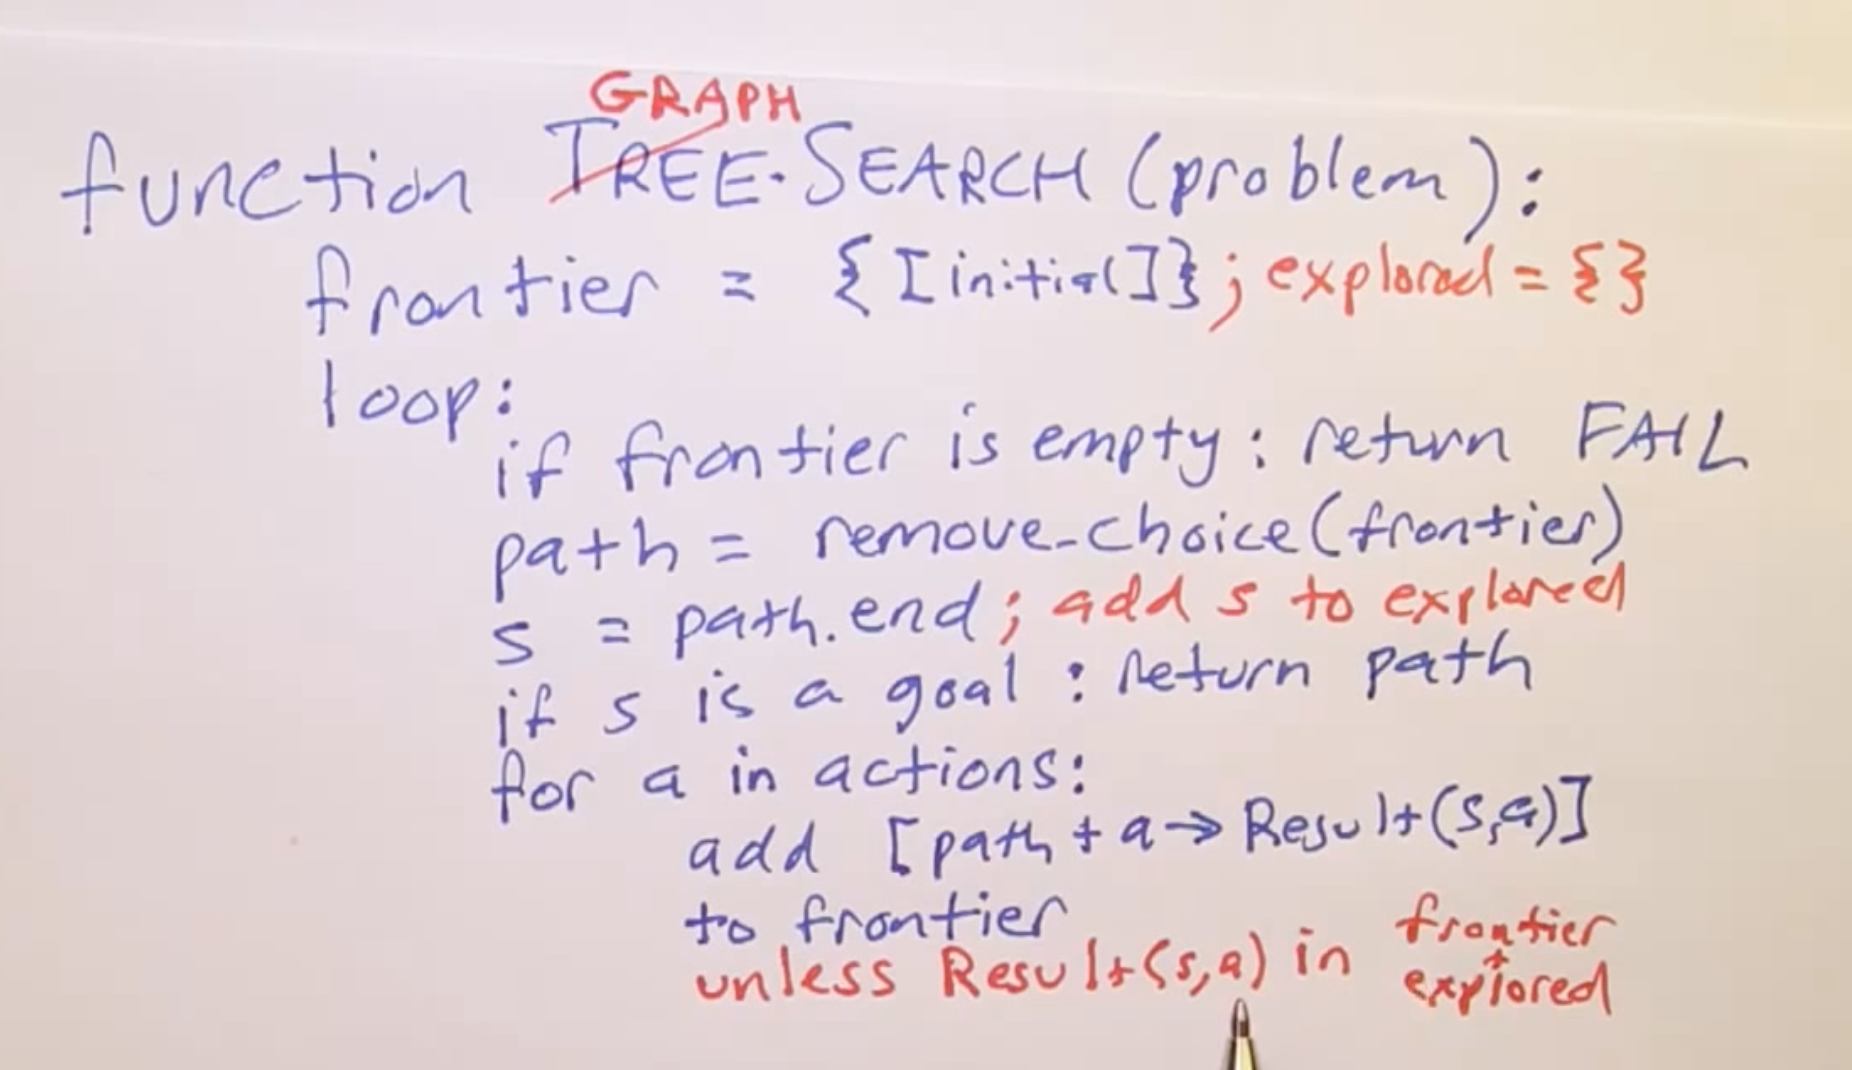 GRAPH
function TREE-SEARCH (problem):
frontier = {[initial]}; explored = {}
loop:
if frontier is empty: return FAIL
path = remove-choice(frontier)
s = path.end; add s to explored
if s is a goal: return path
for a in actions:
add [path + a → Result(s,a)]
to frontier
unless Result(s,a) in frontier
+
explored